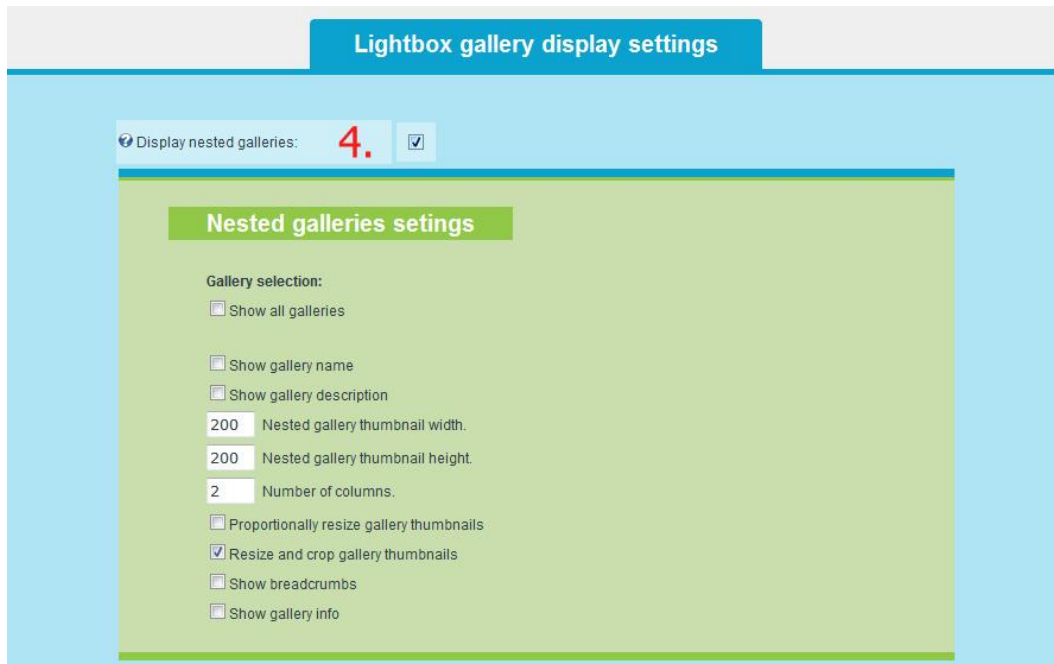 Lightbox gallery display settings
Display nested galleries: 4.
Nested galleries setings
Gallery selection:
Show all galleries
Show gallery name
Show gallery description
200 Nested gallery thumbnail width.
200 Nested gallery thumbnail height.
2 Number of columns.
Proportionally resize gallery thumbnails
Resize and crop gallery thumbnails
Show breadcrumbs
Show gallery info